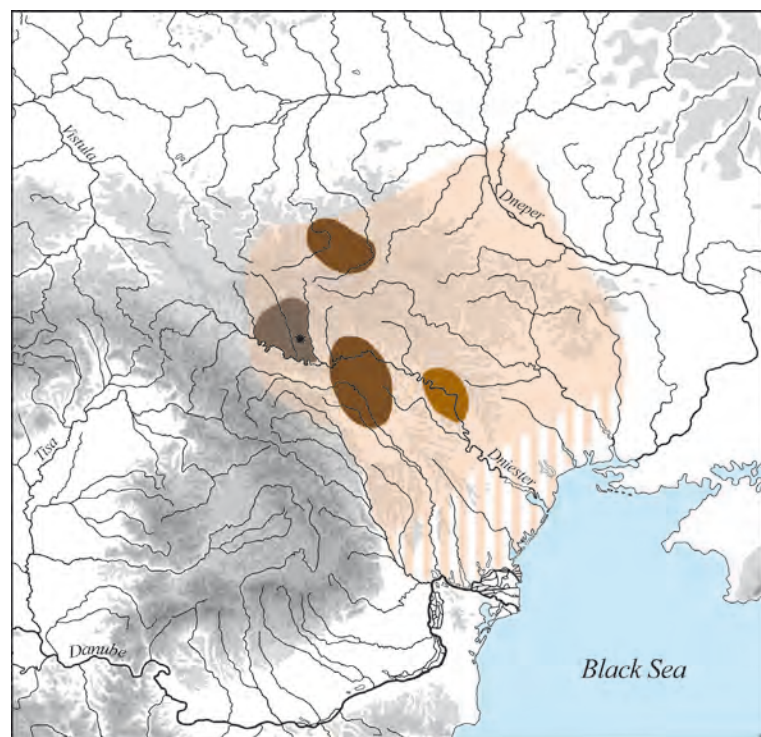 Vistula
Dneper
Tisa
Dniester
Danube
Black Sea